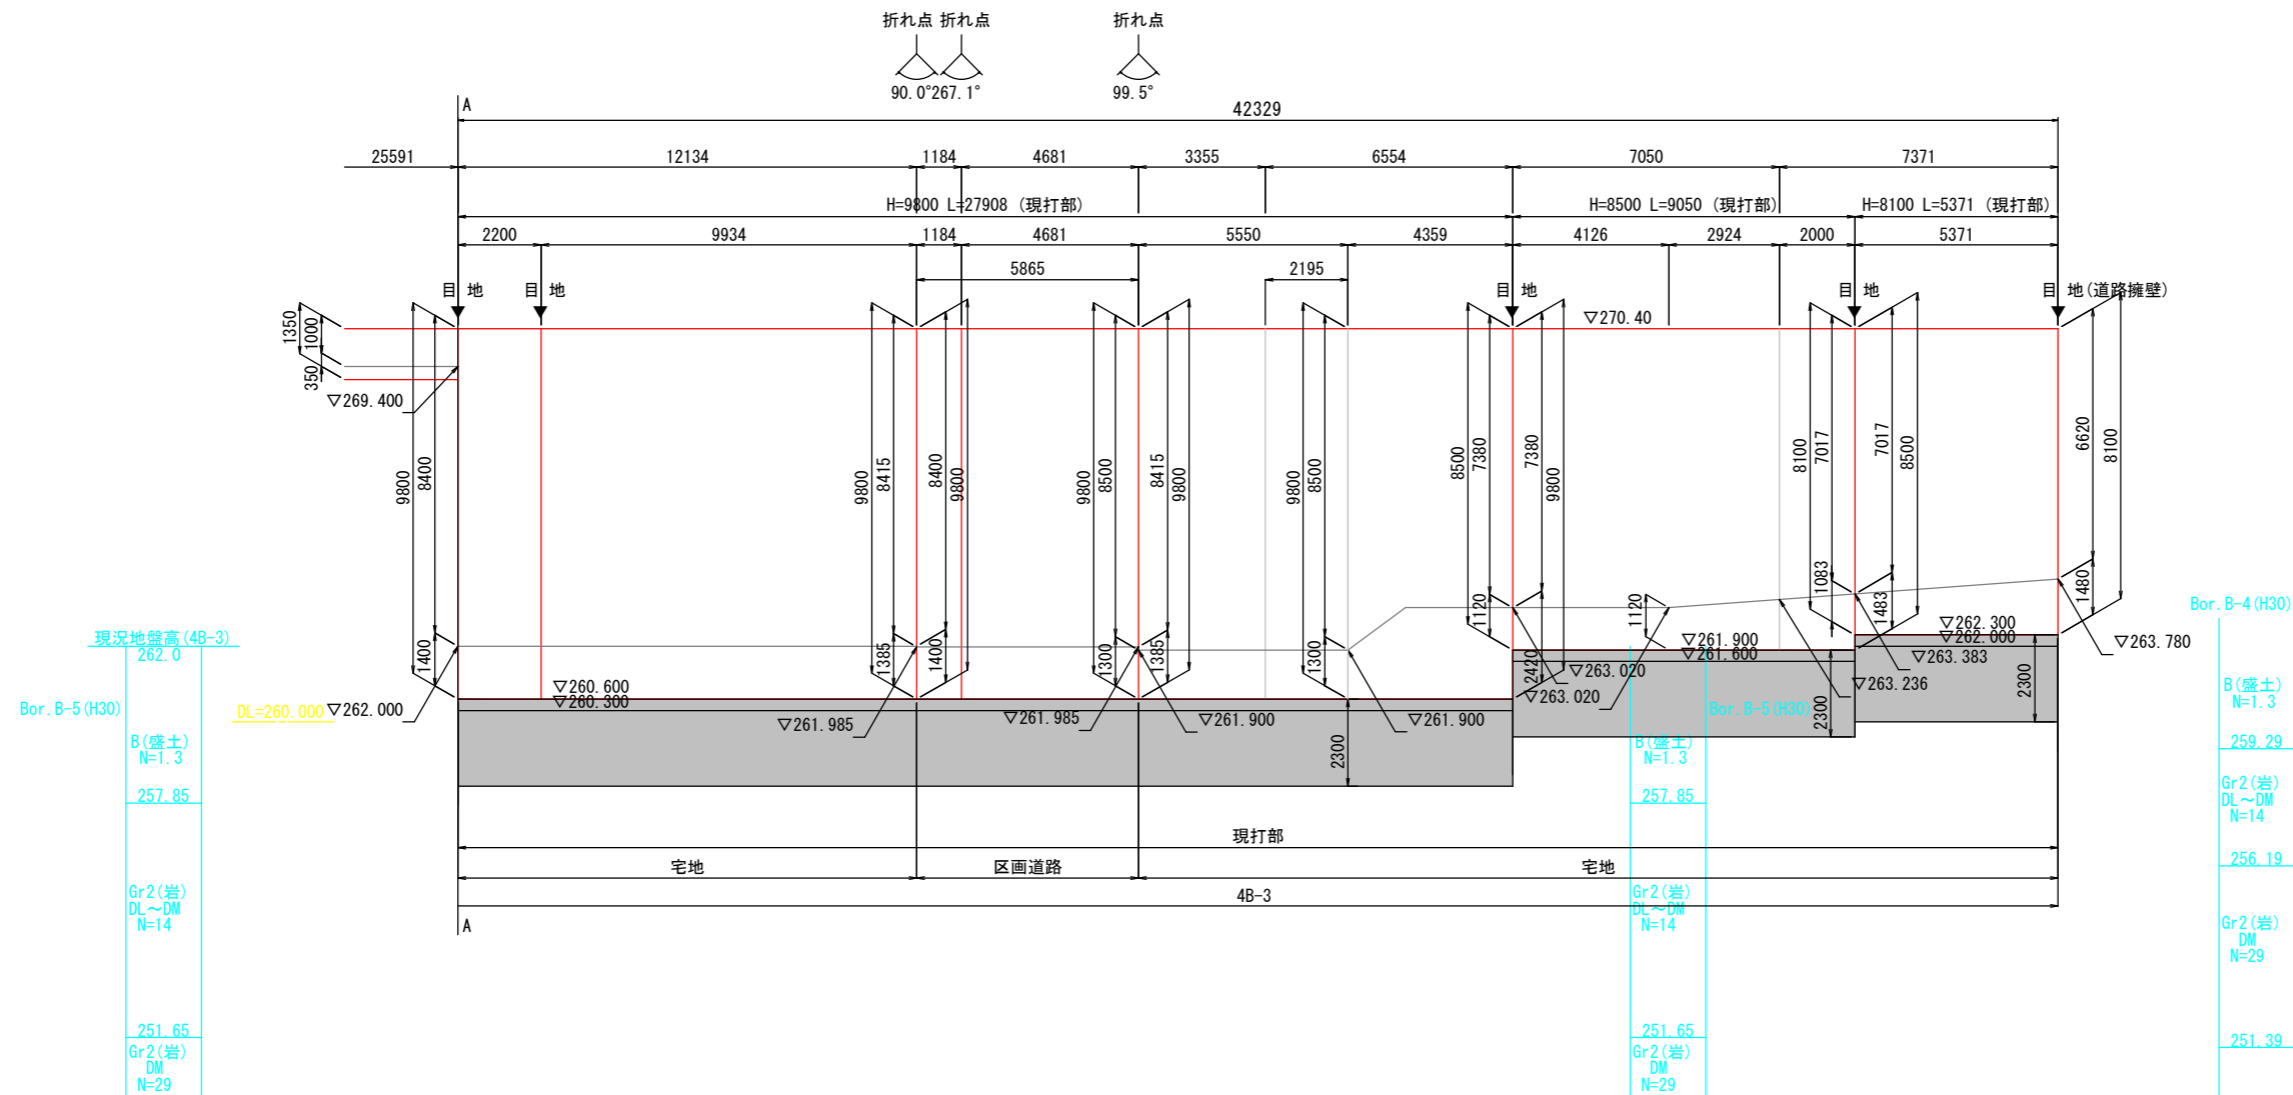 折れ点 折れ点 折れ点
90.0° 267.1° 99.5°
A
42329
25591 12134 1184 4681 3355 6554 7050 7371
H=9800 L=27908 (現打部) H=8500 L=9050 (現打部) H=8100 L=5371 (現打部)
2200 9934 1184 4681 5550 4359 4126 2924 2000 5371
5865 2195
目 地 目 地 目 地 目 地 目 地(道路擁壁)
▽270.40
1350 1000 350
▽269.400
9800 8400 1400
9800 8415 1385
8400 9800 1400
9800 8500 1300
8415 9800 1385
9800 8500 1300
8500 7380 1120
7380 9800 2420
1120
8100 7017 1083
7017 8500 1483
6620 8100 1480
現況地盤高(4B-3)
262.0
Bor.B-5(H30)
DL=260.000
▽262.000
▽260.600
▽260.300
▽261.985
▽261.985
▽261.900
▽261.900
▽263.020
▽263.020
▽261.900
▽261.600
▽263.236
▽263.383
▽262.300
▽262.000
▽263.780
2300
2300
2300
B(盛土)
N=1.3
257.85
Gr2(岩)
DL～DM
N=14
251.65
Gr2(岩)
DM
N=29
Bor.B-5(H30)
B(盛土)
N=1.3
257.85
Gr2(岩)
DL～DM
N=14
251.65
Gr2(岩)
DM
N=29
Bor.B-4(H30)
B(盛土)
N=1.3
259.29
Gr2(岩)
DL～DM
N=14
256.19
Gr2(岩)
DM
N=29
251.39
現打部
宅地 区画道路 宅地
4B-3
A